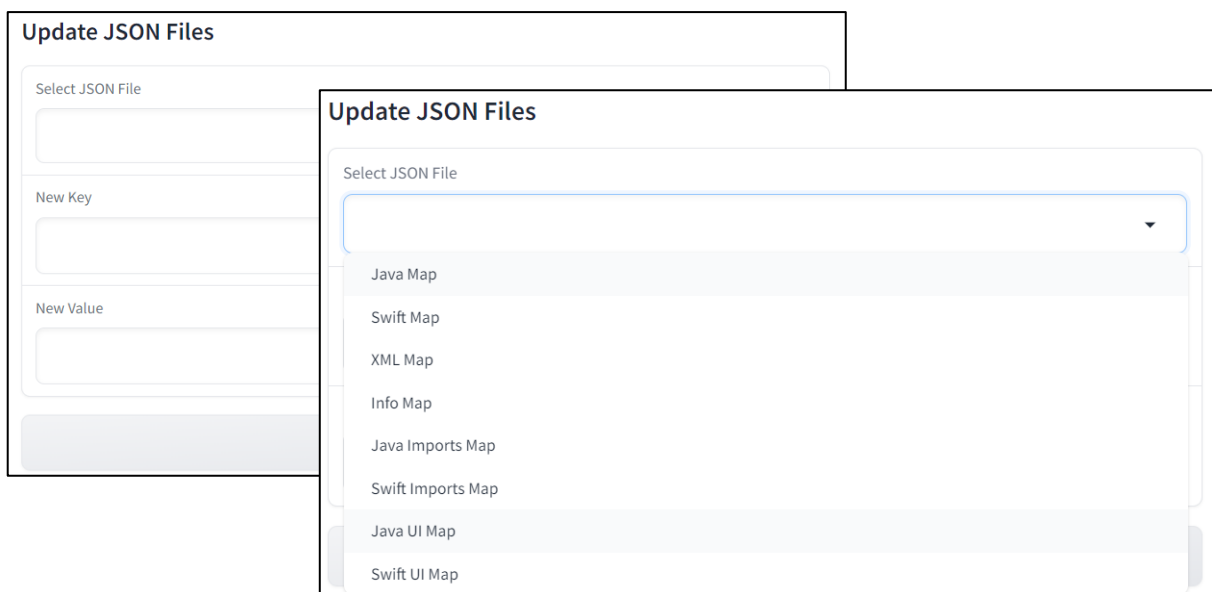 Update JSON Files
Select JSON File
New Key
New Value
Update JSON Files
Select JSON File
Java Map
Swift Map
XML Map
Info Map
Java Imports Map
Swift Imports Map
Java UI Map
Swift UI Map